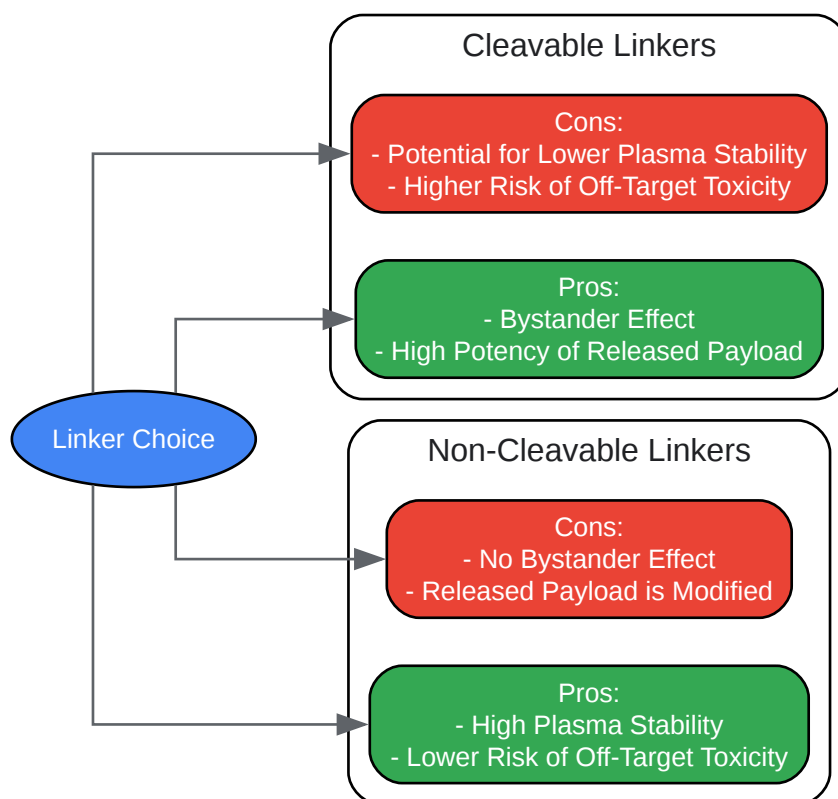 Cleavable Linkers
Cons:
- Potential for Lower Plasma Stability
- Higher Risk of Off-Target Toxicity
Pros:
- Bystander Effect
- High Potency of Released Payload
Linker Choice
Non-Cleavable Linkers
Cons:
- No Bystander Effect
- Released Payload is Modified
Pros:
- High Plasma Stability
- Lower Risk of Off-Target Toxicity